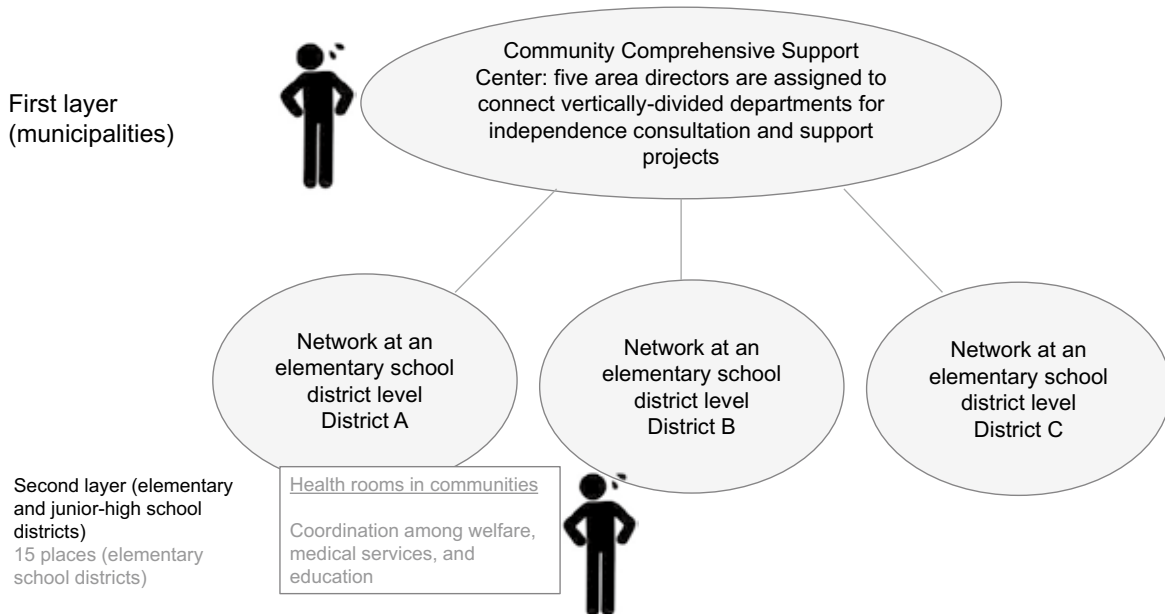 Community Comprehensive Support
Center: five area directors are assigned to
connect vertically-divided departments for
independence consultation and support
projects
First layer
(municipalities)
Network at an
elementary school
district level
District A
Network at an
elementary school
district level
District B
Network at an
elementary school
district level
District C
Second layer (elementary
and junior-high school
districts)
15 places (elementary
school districts)
Health rooms in communities
Coordination among welfare,
medical services, and
education